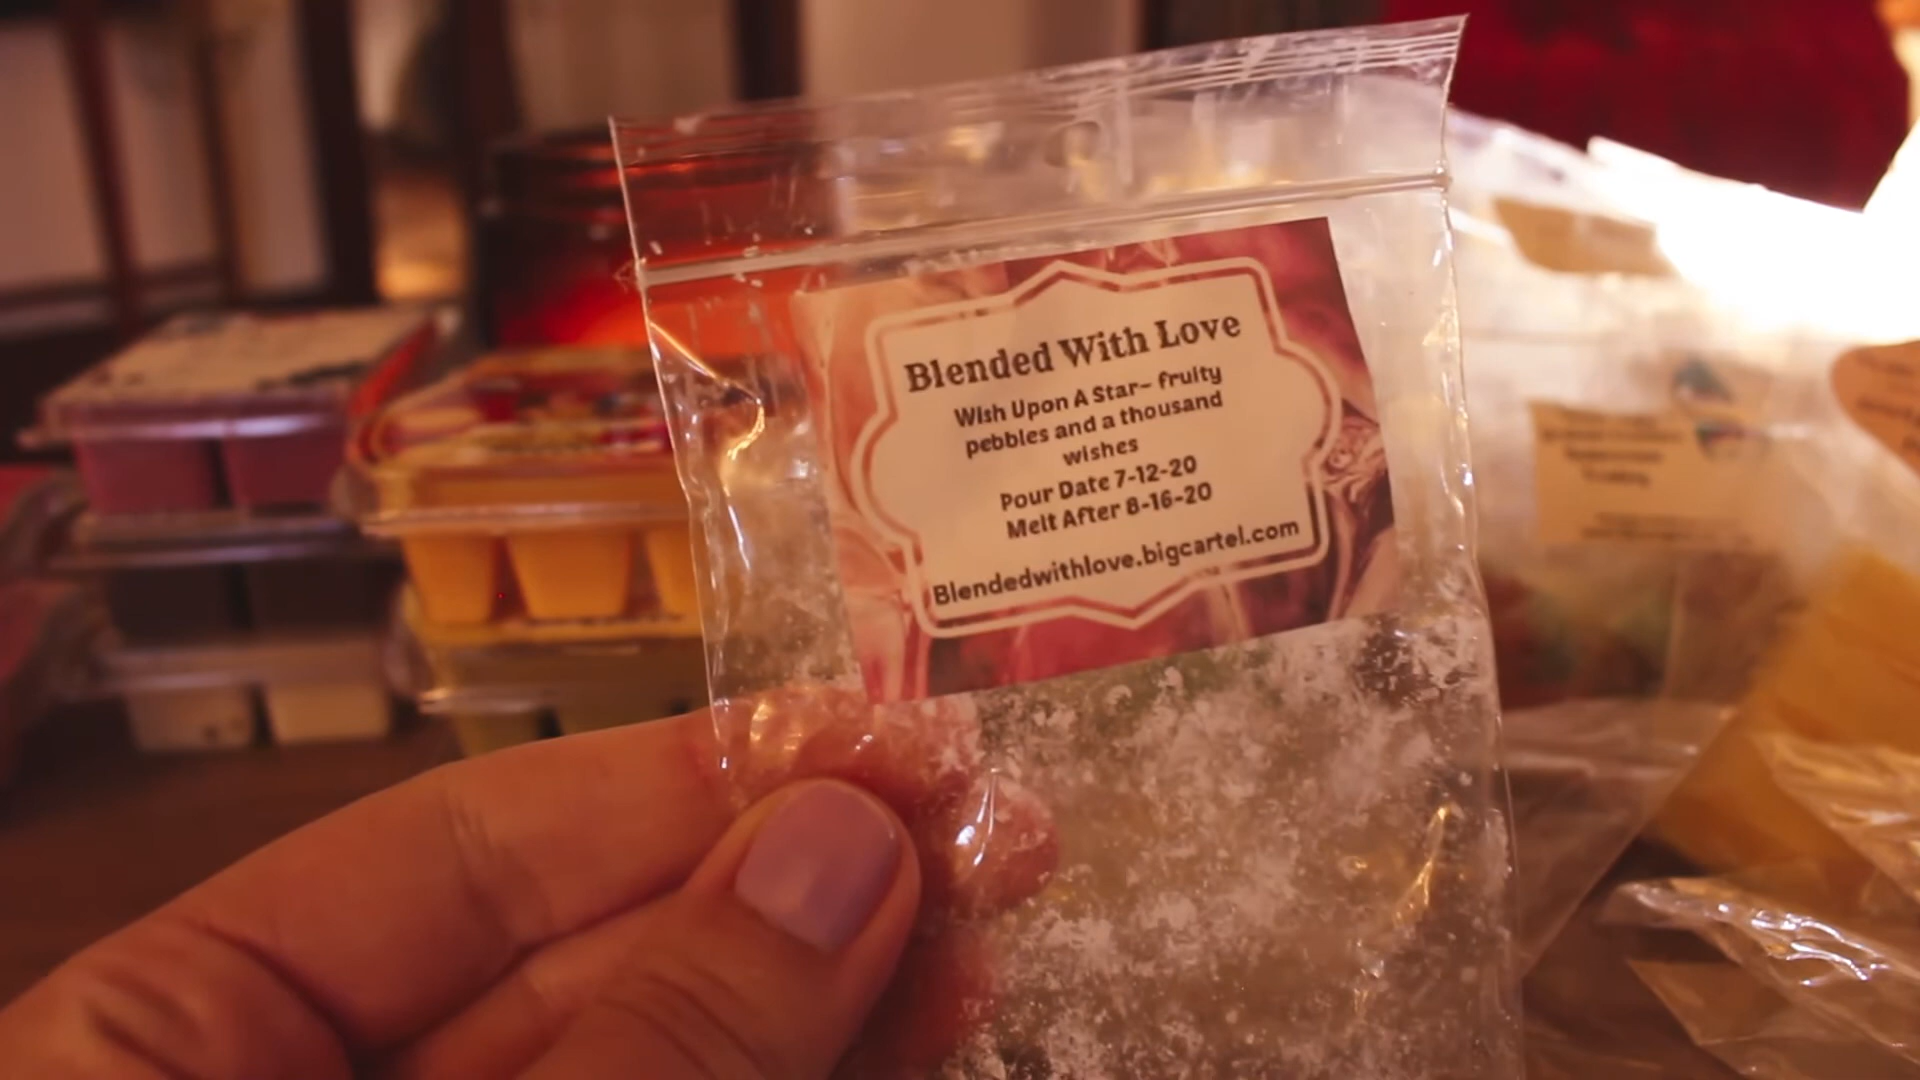 Blended With Love
Wish Upon A Star- fruity
pebbles and a thousand
wishes
Pour Date 7-12-20
Melt After 8-16-20
Blendedwithlove.bigcartel.com